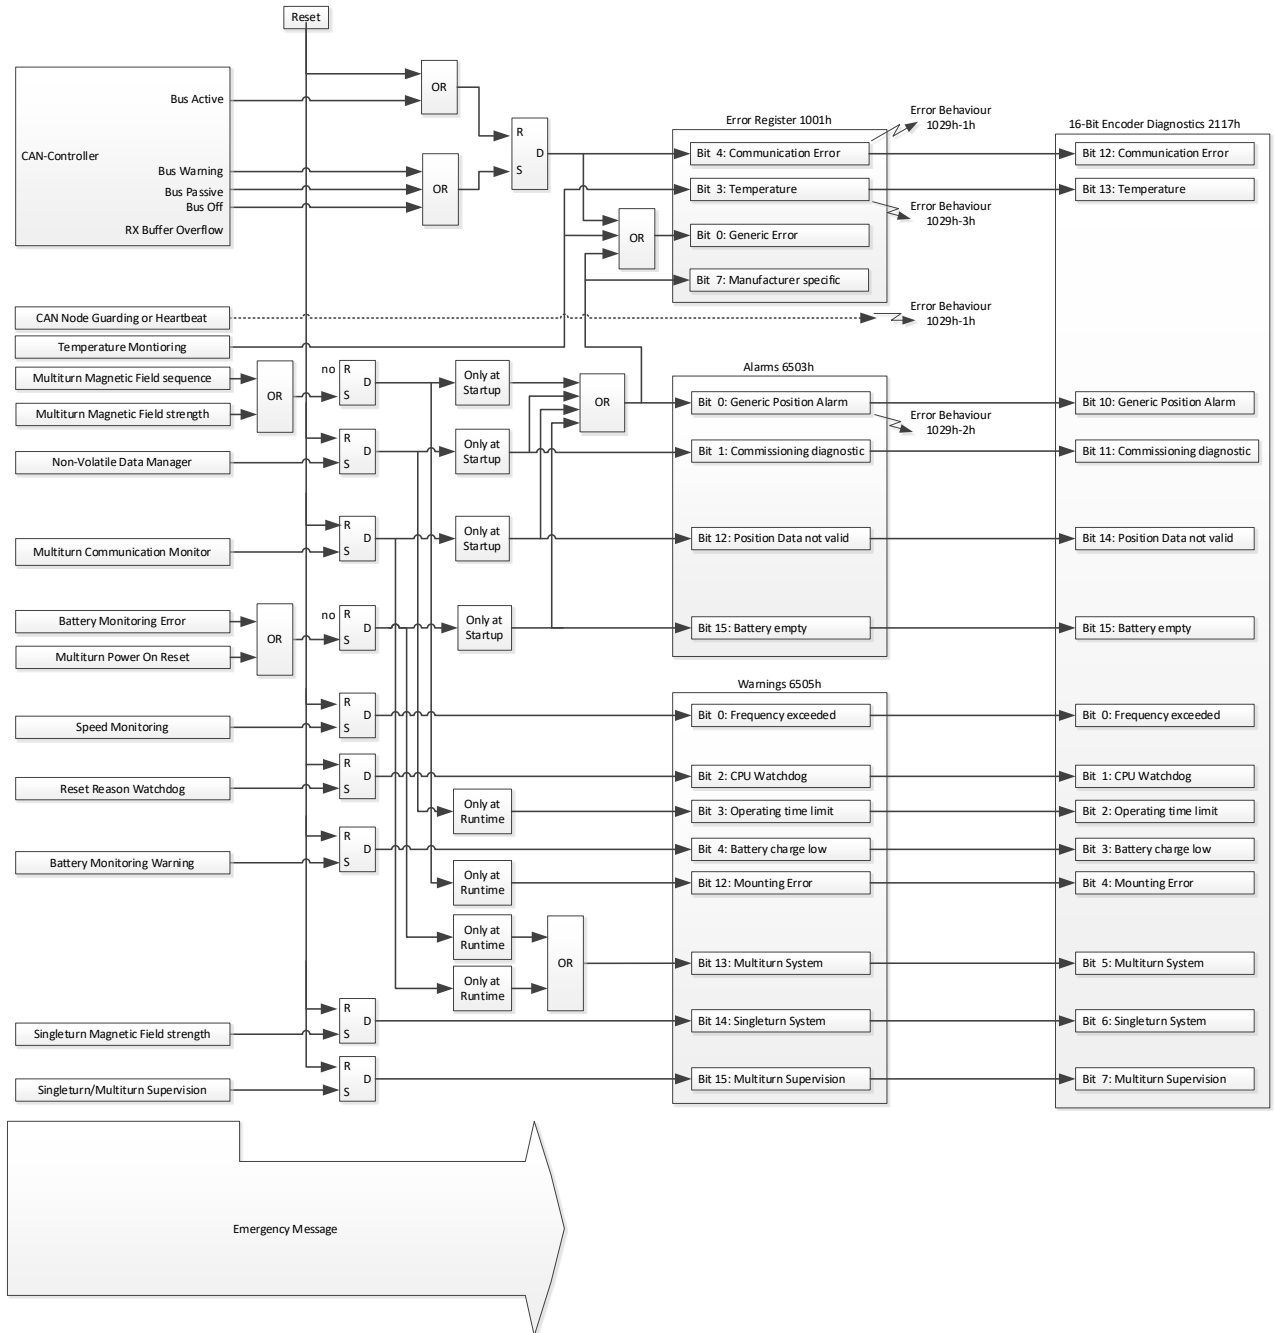 Reset
OR
Bus Active
CAN-Controller
Bus Warning
Bus Passive
Bus Off
RX Buffer Overflow
OR
R
D
S
Error Register 1001h
Bit 4: Communication Error
Bit 3: Temperature
Bit 0: Generic Error
Bit 7: Manufacturer specific
OR
Error Behaviour
1029h-1h
Error Behaviour
1029h-3h
Error Behaviour
1029h-1h
16-Bit Encoder Diagnostics 2117h
Bit 12: Communication Error
Bit 13: Temperature
CAN Node Guarding or Heartbeat
Temperature Montioring
Multiturn Magnetic Field sequence
Multiturn Magnetic Field strength
OR
no
R
D
S
Only at
Startup
OR
Alarms 6503h
Bit 0: Generic Position Alarm
Error Behaviour
1029h-2h
Bit 10: Generic Position Alarm
Non-Volatile Data Manager
R
D
S
Only at
Startup
Bit 1: Commissioning diagnostic
Bit 11: Commissioning diagnostic
Multiturn Communication Monitor
R
D
S
Only at
Startup
Bit 12: Position Data not valid
Bit 14: Position Data not valid
Battery Monitoring Error
Multiturn Power On Reset
OR
no
R
D
S
Only at
Startup
Bit 15: Battery empty
Bit 15: Battery empty
Warnings 6505h
Speed Monitoring
R
D
S
Bit 0: Frequency exceeded
Bit 0: Frequency exceeded
Reset Reason Watchdog
R
D
S
Bit 2: CPU Watchdog
Bit 1: CPU Watchdog
Only at
Runtime
Bit 3: Operating time limit
Bit 2: Operating time limit
Battery Monitoring Warning
R
D
S
Bit 4: Battery charge low
Bit 3: Battery charge low
Only at
Runtime
Bit 12: Mounting Error
Bit 4: Mounting Error
Only at
Runtime
Only at
Runtime
OR
Bit 13: Multiturn System
Bit 5: Multiturn System
Singleturn Magnetic Field strength
R
D
S
Bit 14: Singleturn System
Bit 6: Singleturn System
Singleturn/Multiturn Supervision
R
D
S
Bit 15: Multiturn Supervision
Bit 7: Multiturn Supervision
Emergency Message